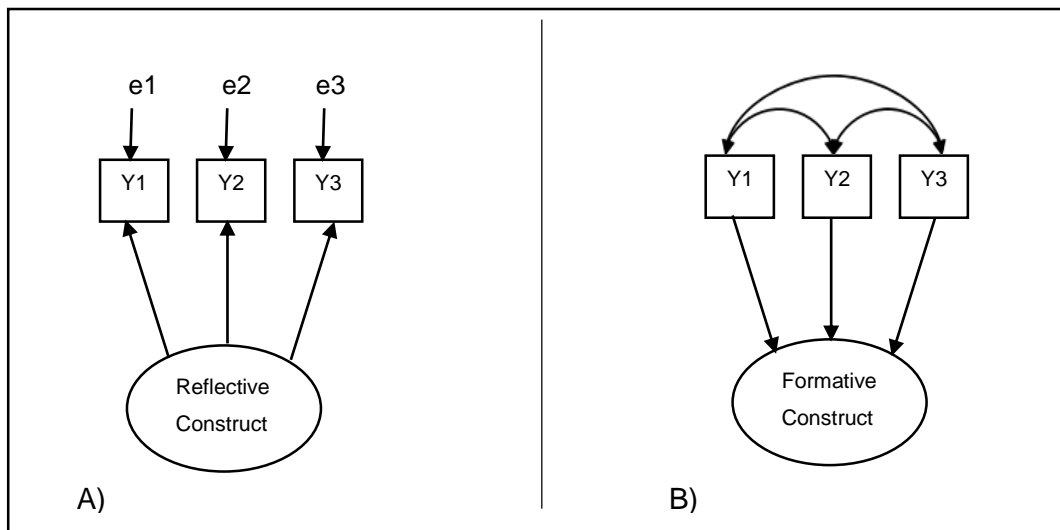 e1 e2 e3
Y1 Y2 Y3
Reflective
Construct
A)
Y1 Y2 Y3
Formative
Construct
B)